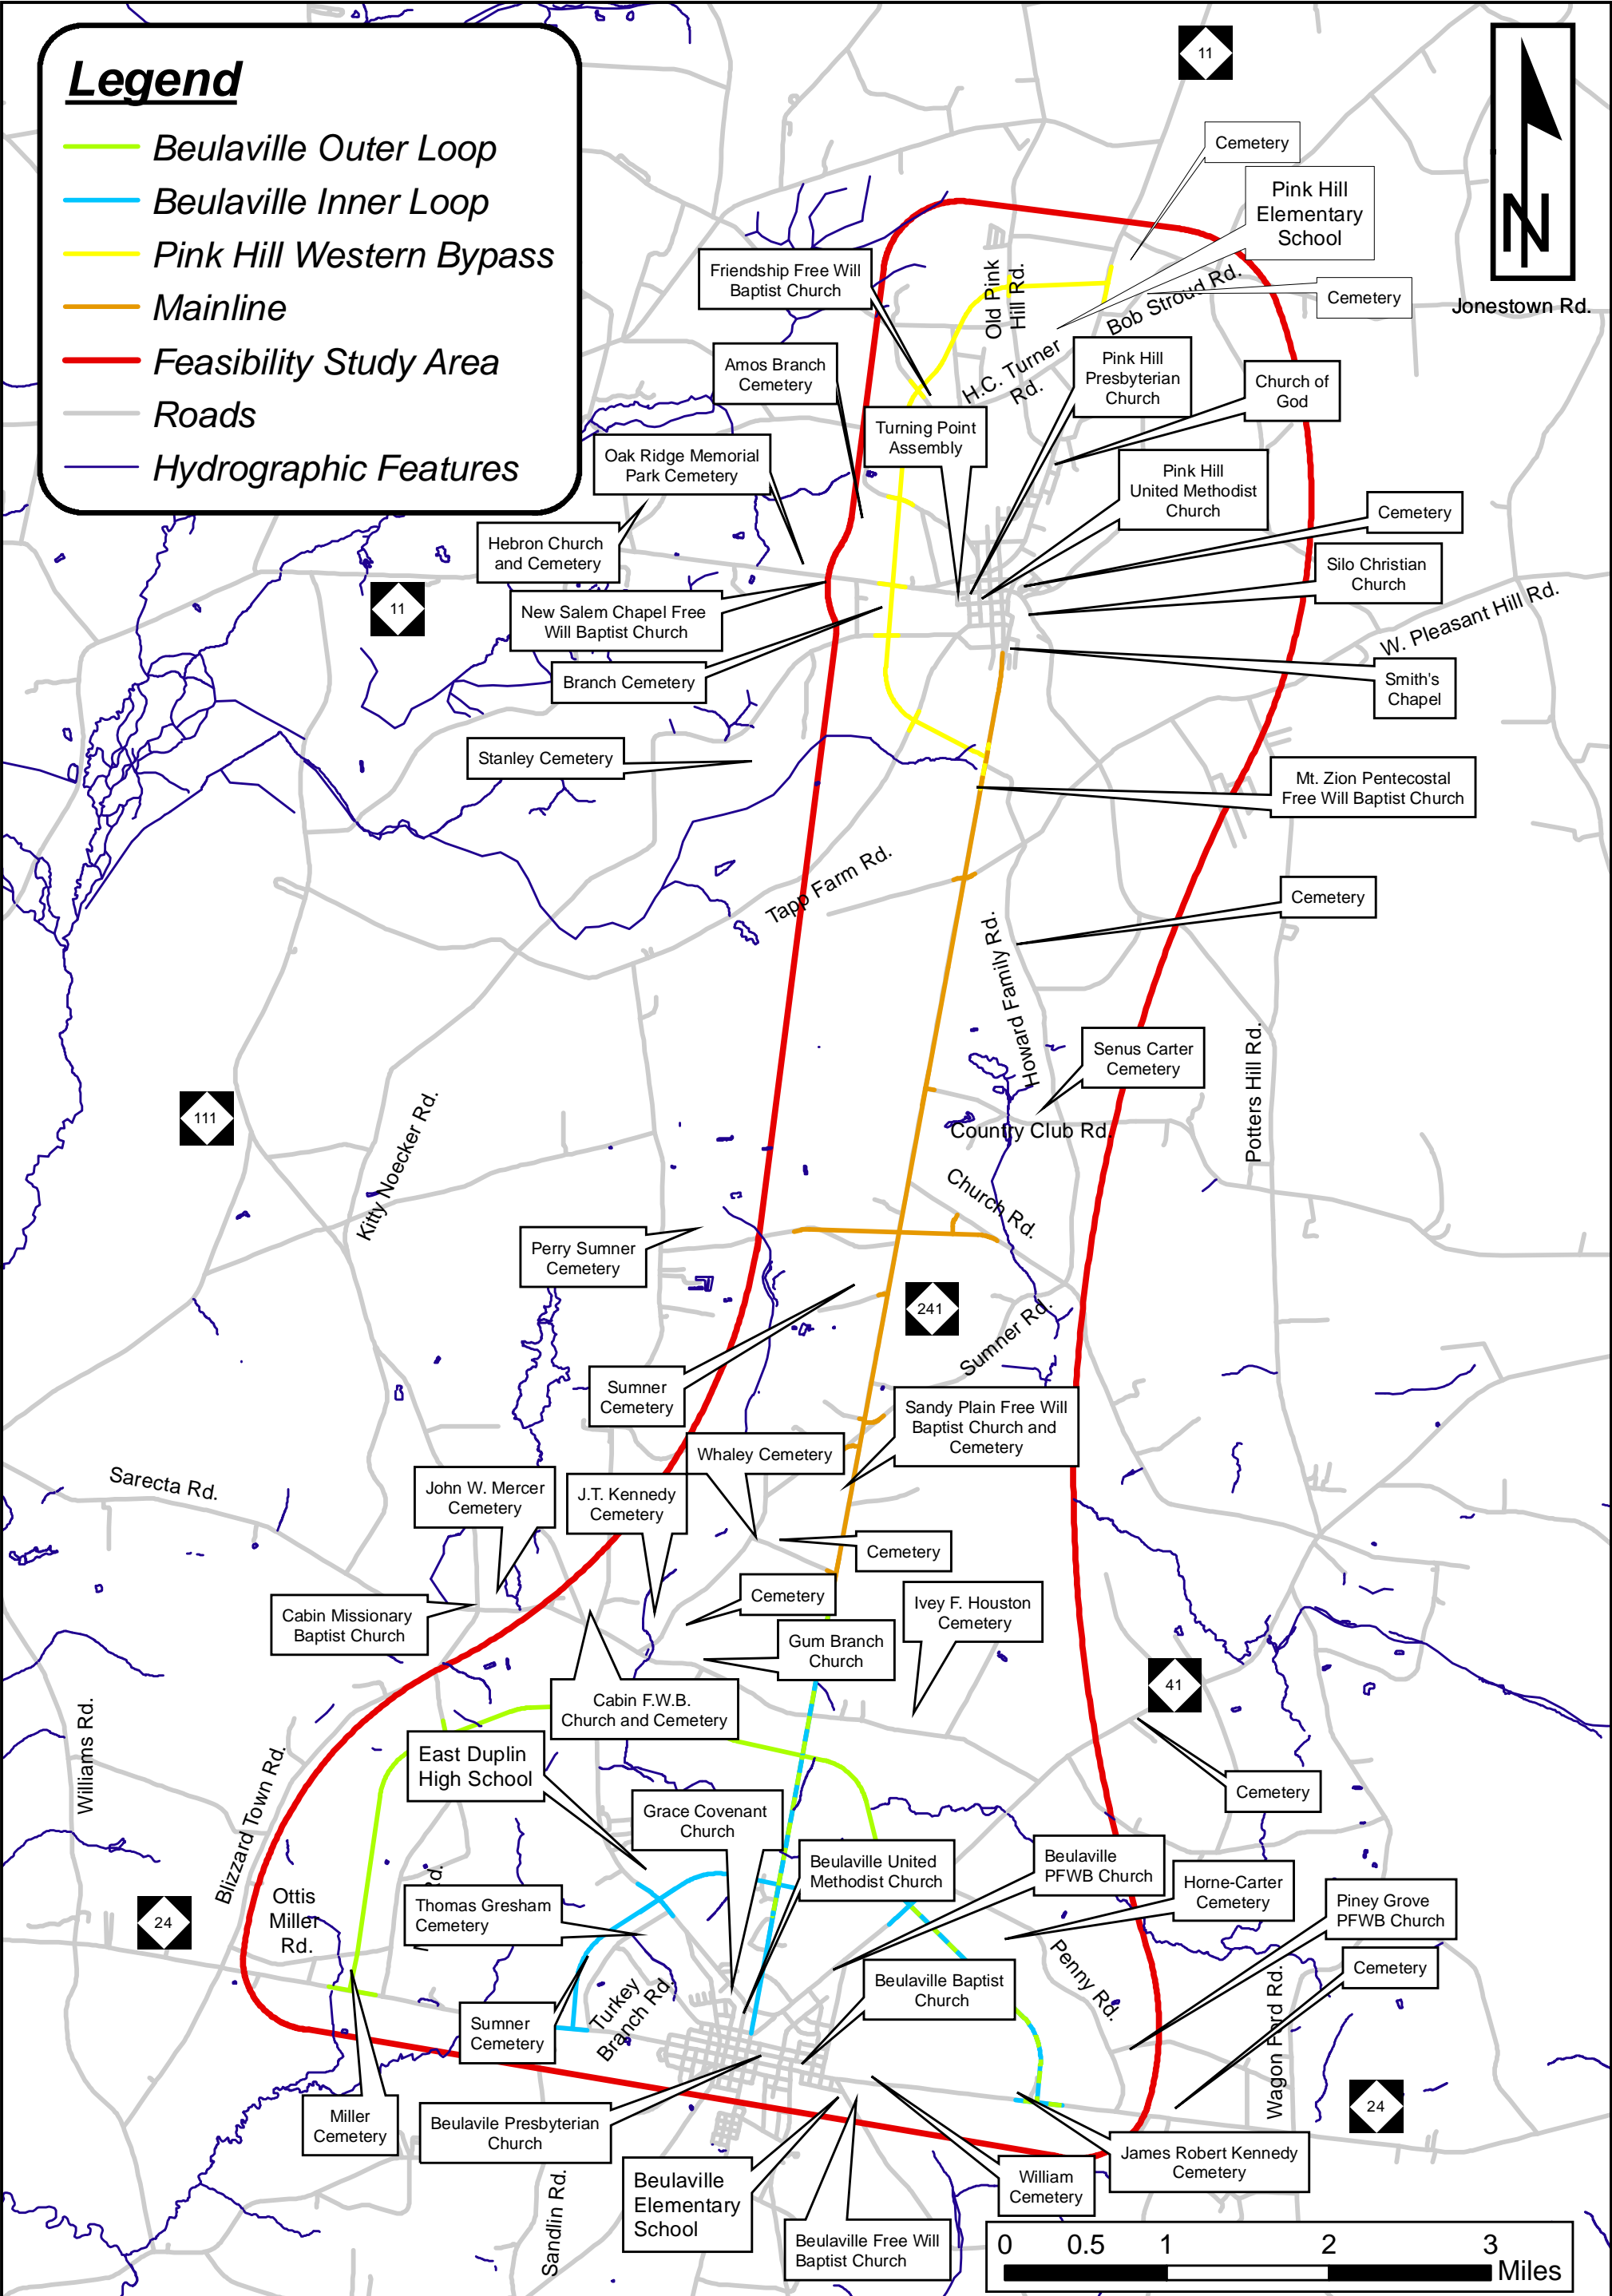 Legend
Beulaville Outer Loop
Beulaville Inner Loop
Pink Hill Western Bypass
Mainline
Feasibility Study Area
Roads
Hydrographic Features
11
N
Cemetery
Pink Hill
Elementary
School
Cemetery
Jonestown Rd.
Bob Stroud Rd.
Old Pink
Hill Rd.
Friendship Free Will
Baptist Church
H.C. Turner
Rd.
Amos Branch
Cemetery
Pink Hill
Presbyterian
Church
Church of
God
Turning Point
Assembly
Oak Ridge Memorial
Park Cemetery
Pink Hill
United Methodist
Church
Cemetery
Hebron Church
and Cemetery
Silo Christian
Church
11
New Salem Chapel Free
Will Baptist Church
W. Pleasant Hill Rd.
Branch Cemetery
Smith's
Chapel
Stanley Cemetery
Mt. Zion Pentecostal
Free Will Baptist Church
Tapp Farm Rd.
Cemetery
Howard Family Rd.
Senus Carter
Cemetery
Potters Hill Rd.
111
Kitty Noecker Rd.
Country Club Rd.
Church Rd.
Perry Sumner
Cemetery
241
Sumner Rd.
Sumner
Cemetery
Sandy Plain Free Will
Baptist Church and
Cemetery
Whaley Cemetery
Sarecta Rd.
John W. Mercer
Cemetery
J.T. Kennedy
Cemetery
Cemetery
Cemetery
Ivey F. Houston
Cemetery
Cabin Missionary
Baptist Church
Gum Branch
Church
41
Cabin F.W.B.
Church and Cemetery
Williams Rd.
East Duplin
High School
Blizzard Town Rd.
Cemetery
Grace Covenant
Church
Beulaville United
Methodist Church
Beulaville
PFWB Church
Horne-Carter
Cemetery
Piney Grove
PFWB Church
Ottis
Miller
Rd.
Rd.
Thomas Gresham
Cemetery
24
Penny Rd.
Cemetery
Beulaville Baptist
Church
Turkey
Branch Rd.
Sumner
Cemetery
Wagon Ford Rd.
24
Miller
Cemetery
Beulavile Presbyterian
Church
James Robert Kennedy
Cemetery
William
Cemetery
Sandlin Rd.
Beulaville
Elementary
School
Beulaville Free Will
Baptist Church
0 0.5 1 2 3
Miles